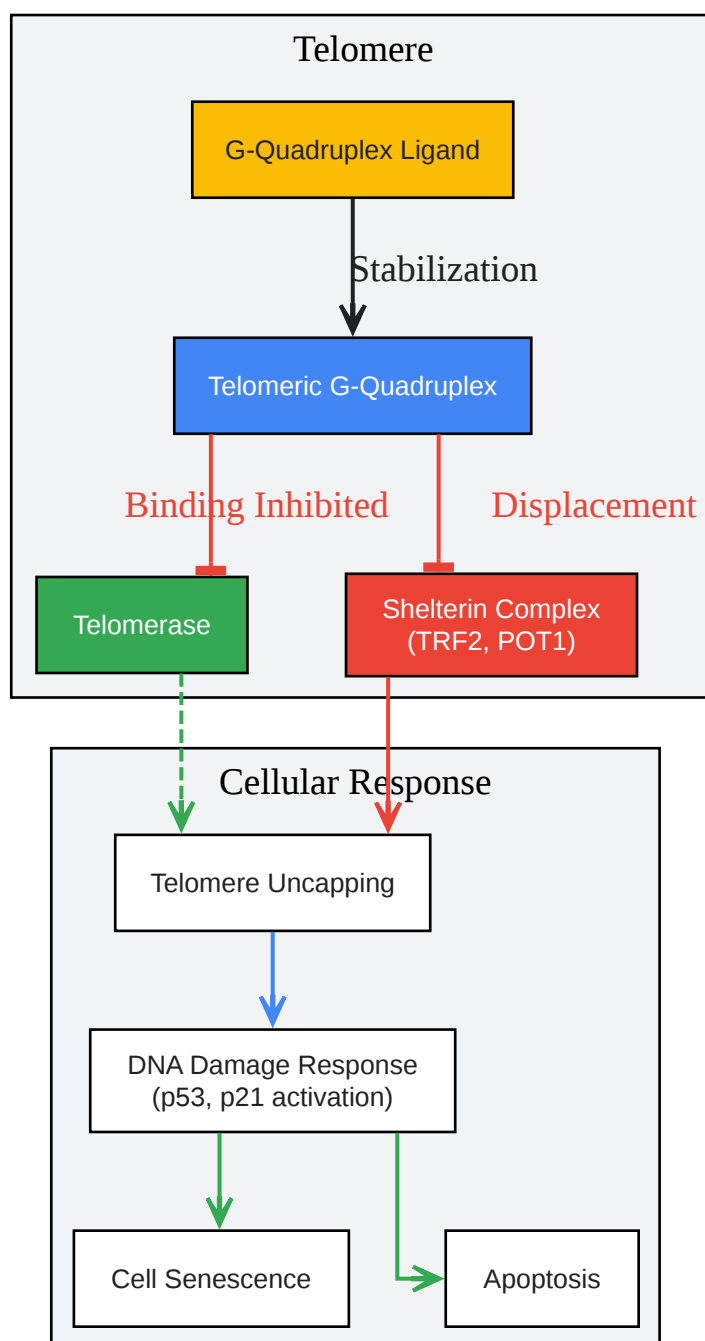 Telomere
G-Quadruplex Ligand
Stabilization
Telomeric G-Quadruplex
Binding Inhibited
Displacement
Telomerase
Shelterin Complex
(TRF2, POT1)
Cellular Response
Telomere Uncapping
DNA Damage Response
(p53, p21 activation)
Cell Senescence
Apoptosis